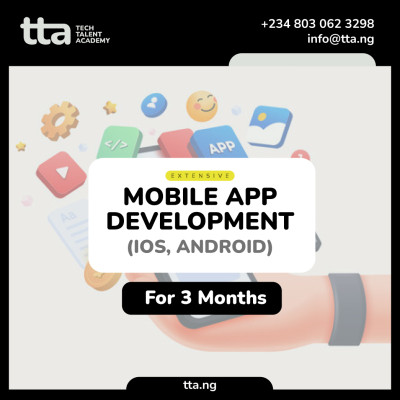 tta TECH
TALENT
ACADEMY
+234 803 062 3298
info@tta.ng
</>
APP
EXTENSIVE
MOBILE APP
DEVELOPMENT
(IOS, ANDROID)
For 3 Months
tta.ng